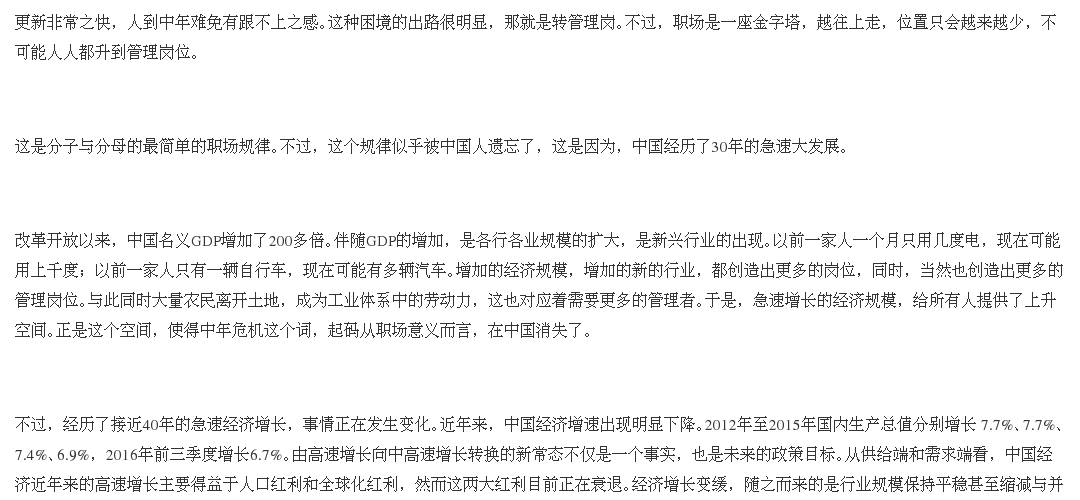 更新非常之快，人到中年难免有跟不上之感。这种困境的出路很明显，那就是转管理岗。不过，职场是一座金字塔，越往上走，位置只会越来越少，不
可能人人都升到管理岗位。
这是分子与分母的最简单的职场规律。不过，这个规律似乎被中国人遗忘了，这是因为，中国经历了30年的急速大发展。
改革开放以来，中国名义GDP增加了200多倍。伴随GDP的增加，是各行各业规模的扩大，是新兴行业的出现。以前一家人一个月只用几度电，现在可能
用上千度；以前一家人只有一辆自行车，现在可能有多辆汽车。增加的经济规模，增加的新的行业，都创造出更多的岗位，同时，当然也创造出更多的
管理岗位。与此同时大量农民离开土地，成为工业体系中的劳动力，这也对应着需要更多的管理者。于是，急速增长的经济规模，给所有人提供了上升
空间。正是这个空间，使得中年危机这个词，起码从职场意义而言，在中国消失了。
不过，经历了接近40年的急速经济增长，事情正在发生变化。近年来，中国经济增速出现明显下降。2012年至2015年国内生产总值分别增长 7.7%、7.7%、
7.4%、6.9%，2016年前三季度增长6.7%。由高速增长向中高速增长转换的新常态不仅是一个事实，也是未来的政策目标。从供给端和需求端看，中国经
济近年来的高速增长主要得益于人口红利和全球化红利，然而这两大红利目前正在衰退。经济增长变缓，随之而来的是行业规模保持平稳甚至缩减与并